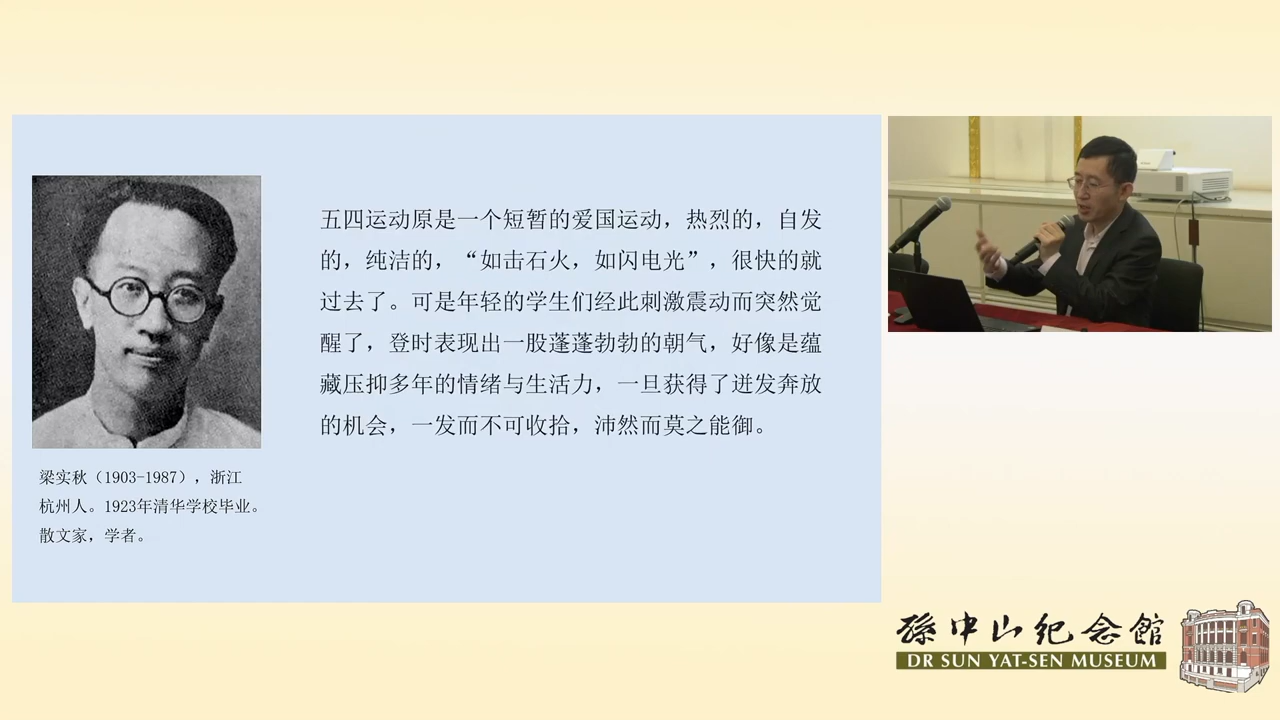 五四运动原是一个短暂的爱国运动，热烈的，自发
的，纯洁的，“如击石火，如闪电光”，很快的就
过去了。可是年轻的学生们经此刺激震动而突然觉
醒了，登时表现出一股蓬蓬勃勃的朝气，好像是蕴
藏压抑多年的情绪与生活力，一旦获得了迸发奔放
的机会，一发而不可收拾，沛然而莫之能御。
梁实秋（1903-1987），浙江
杭州人。1923年清华学校毕业。
散文家，学者。
孫中山纪念館
DR SUN YAT-SEN MUSEUM